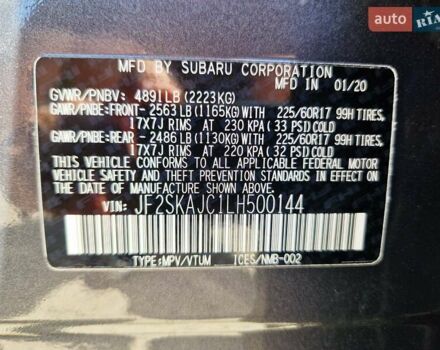 auto
RIA
MFD BY SUBARU CORPORATION
MFD IN 01/20
GVWR/PNBV: 4891LB(2223KG)
GAWR/PNBE:FRONT-2563LB(1165KG)WITH 225/60R17 99H TIRES,
17X7J RIMS AT 230 KPA (33 PSI)COLD
GAWR/PNBE:REAR -2486LB(1130KG)WITH 225/60R17 99H TIRES,
17X7J RIMS AT 220 KPA (32 PSI)COLD
THIS VEHICLE CONFORMS TO ALL APPLICABLE FEDERAL MOTOR
VEHICLE SAFETY AND THEFT PREVENTION STANDARDS IN EFFECT
ON THE DATE OF MANUFACTURE SHOWN ABOVE.
VIN: JF2SKAJC1LH500144
TYPE:MPV/VTUM ICES/NMB-002